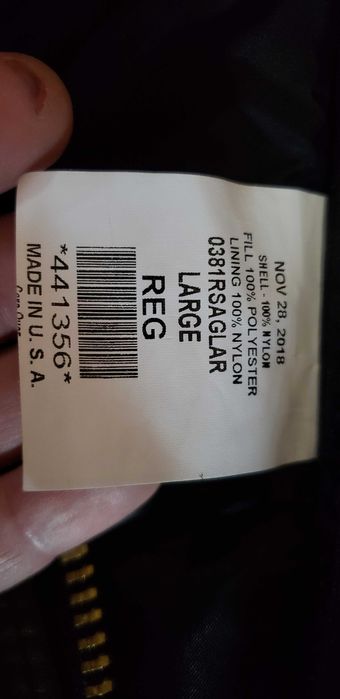 NOV 28, 2018
SHELL - 100% NYLON
FILL 100% POLYESTER
LINING 100% NYLON
0381RSAGLAR
LARGE
REG
*441356*
MADE IN U. S. A.